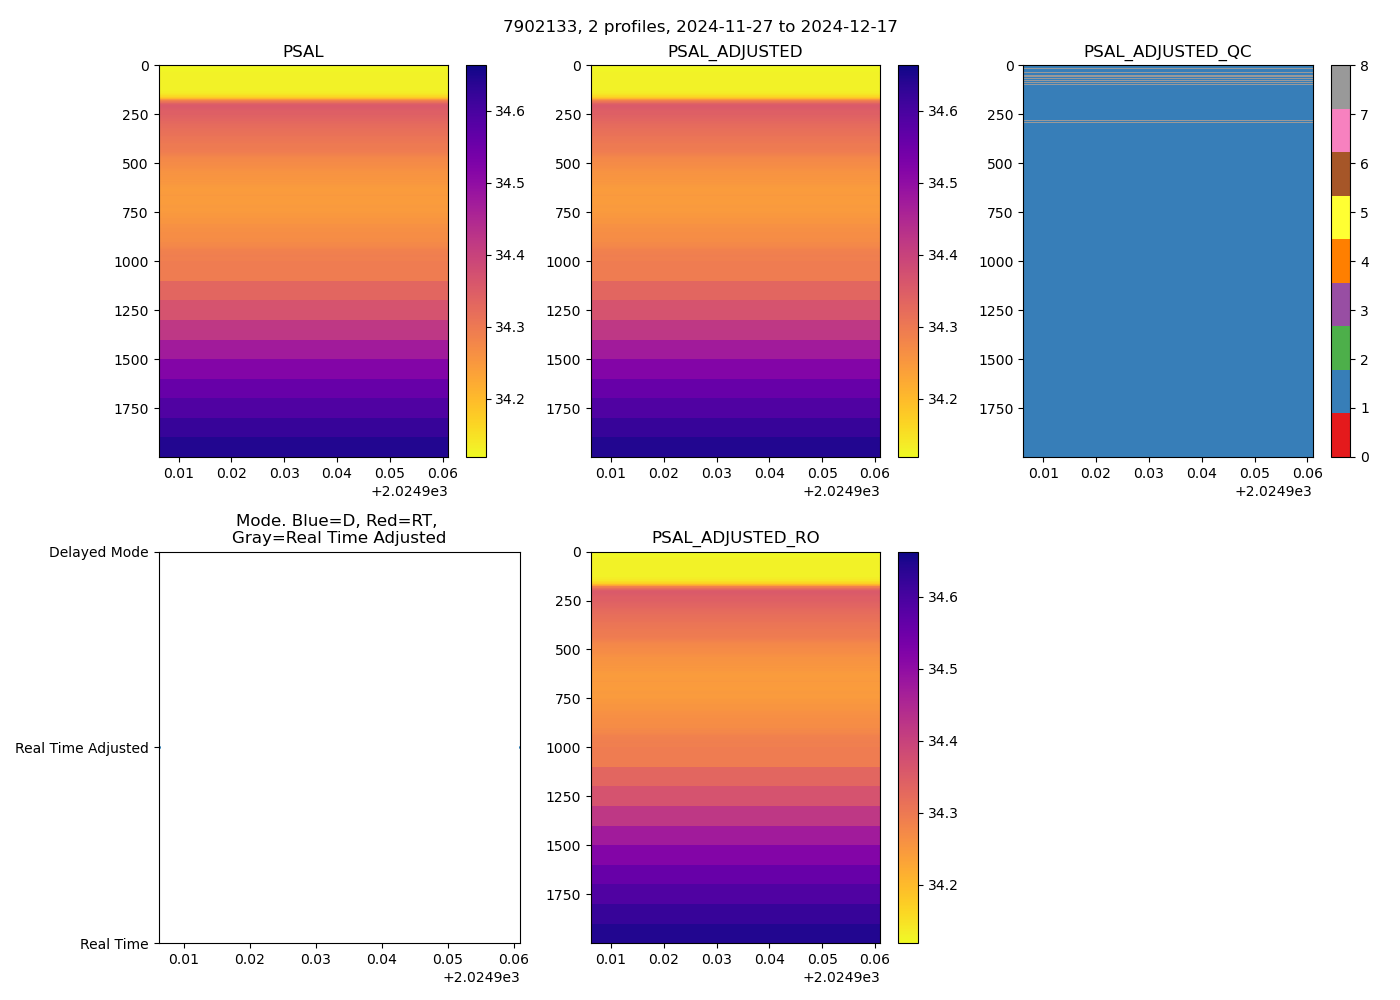 7902133, 2 profiles, 2024-11-27 to 2024-12-17
PSAL
0
250
500
750
1000
1250
1500
1750
0.01 0.02 0.03 0.04 0.05 0.06
+2.0249e3
34.6
34.5
34.4
34.3
34.2
PSAL_ADJUSTED
0
250
500
750
1000
1250
1500
1750
0.01 0.02 0.03 0.04 0.05 0.06
+2.0249e3
34.6
34.5
34.4
34.3
34.2
PSAL_ADJUSTED_QC
0
250
500
750
1000
1250
1500
1750
0.01 0.02 0.03 0.04 0.05 0.06
+2.0249e3
8
7
6
5
4
3
2
1
0
Mode. Blue=D, Red=RT,
Gray=Real Time Adjusted
Delayed Mode
Real Time Adjusted
Real Time
0.01 0.02 0.03 0.04 0.05 0.06
+2.0249e3
PSAL_ADJUSTED_RO
0
250
500
750
1000
1250
1500
1750
0.01 0.02 0.03 0.04 0.05 0.06
+2.0249e3
34.6
34.5
34.4
34.3
34.2